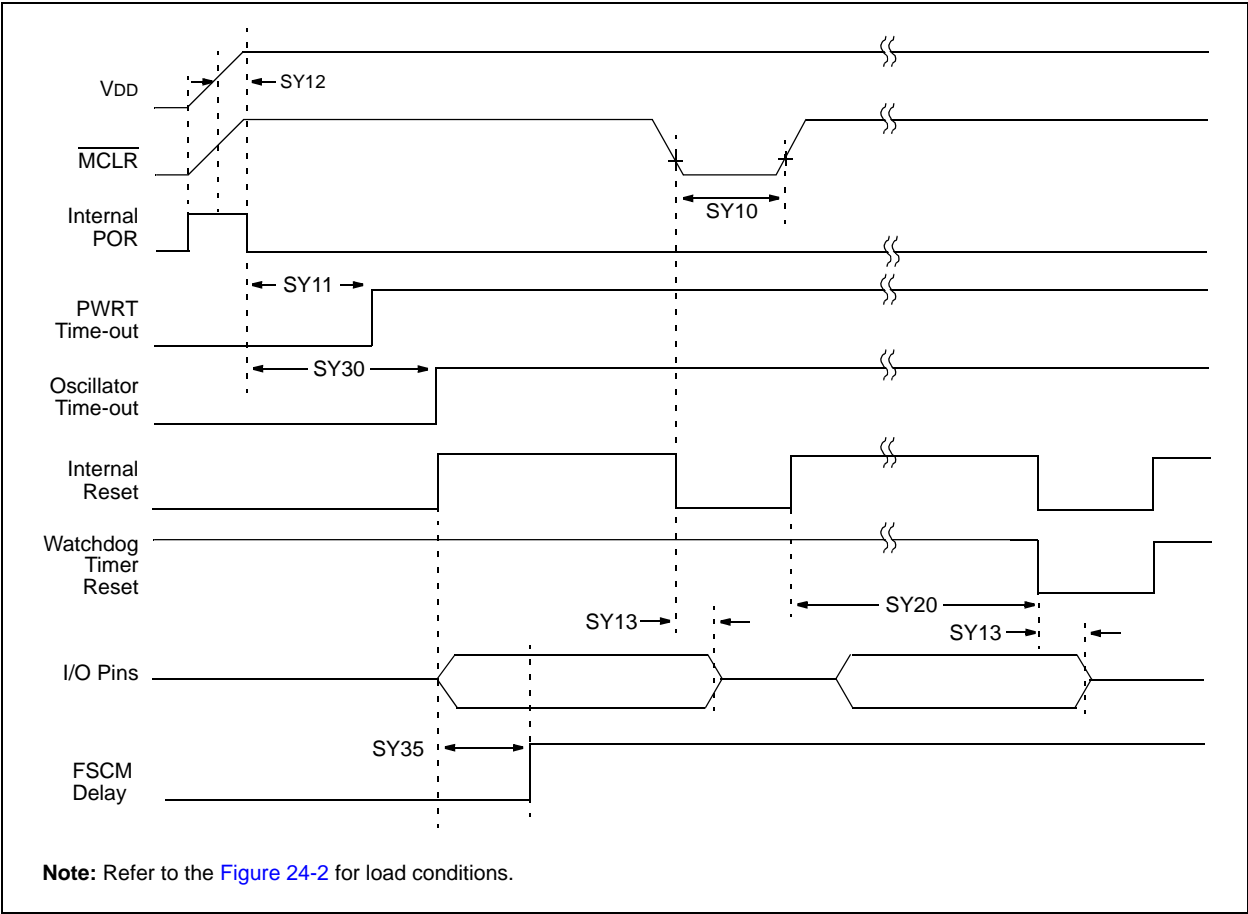 VDD
SY12
MCLR
SY10
Internal
POR
SY11
PWRT
Time-out
SY30
Oscillator
Time-out
Internal
Reset
Watchdog
Timer
Reset
SY20
SY13
SY13
I/O Pins
SY35
FSCM
Delay
Note: Refer to the Figure 24-2 for load conditions.